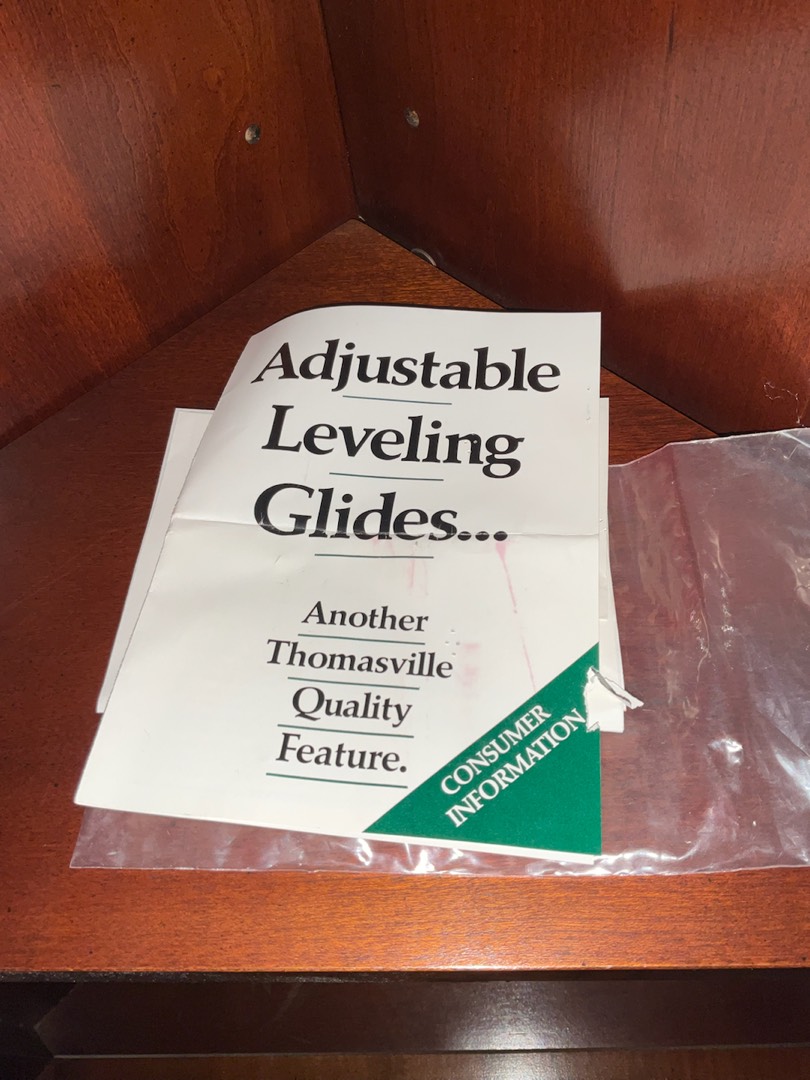 Adjustable
Leveling
Glides...
Another
Thomasville
Quality
Feature.
CONSUMER
INFORMATION